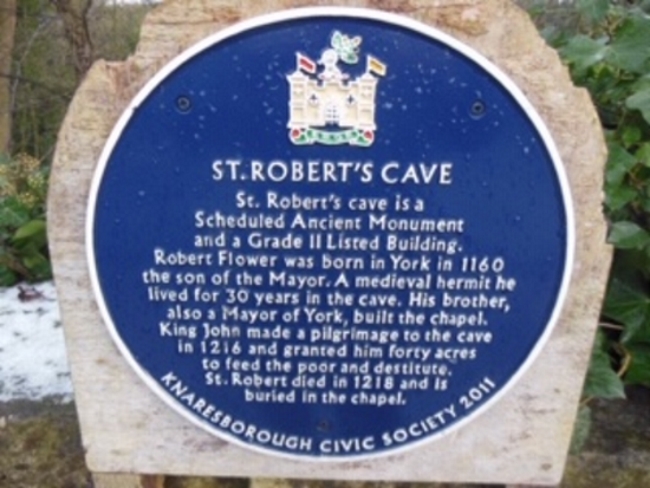 ST. ROBERT'S CAVE
St. Robert's cave is a
Scheduled Ancient Monument
and a Grade II Listed Building.
Robert Flower was born in York in 1160
the son of the Mayor. A medieval hermit he
lived for 30 years in the cave. His brother,
also a Mayor of York, built the chapel.
King John made a pilgrimage to the cave
in 1216 and granted him forty acres
to feed the poor and destitute.
St. Robert died in 1218 and is
buried in the chapel.
KNARESBOROUGH CIVIC SOCIETY 2011